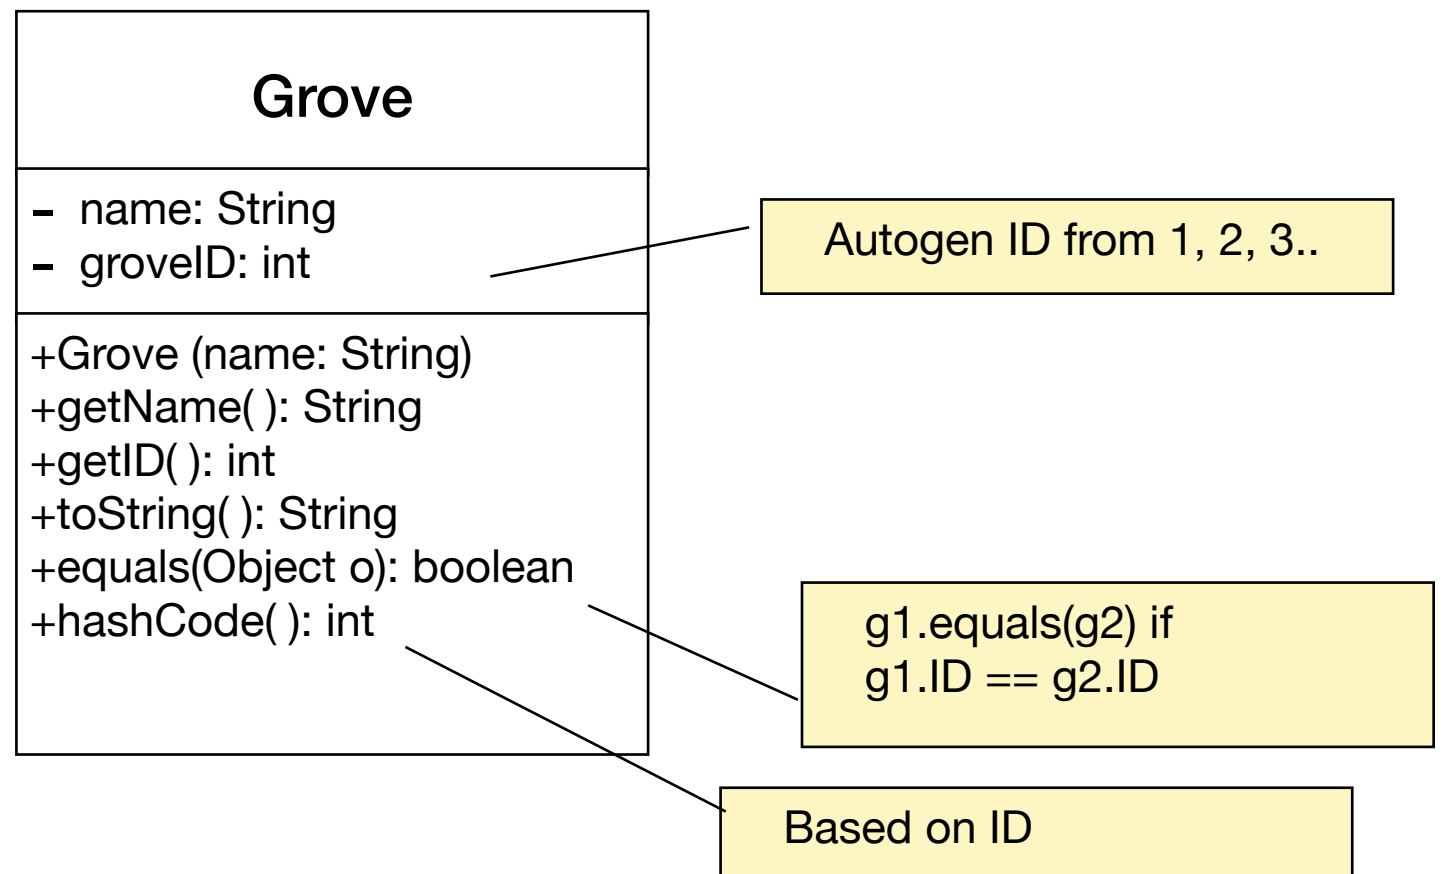 Grove
- name: String
- groveID: int
Autogen ID from 1, 2, 3..
+Grove (name: String)
+getName( ): String
+getID( ): int
+toString( ): String
+equals(Object o): boolean
+hashCode( ): int
g1.equals(g2) if
g1.ID == g2.ID
Based on ID